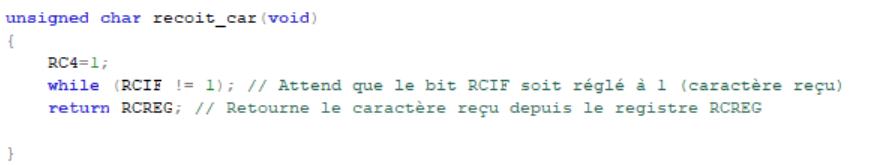 unsigned char recoit_car(void)
{
RC4=1;
while (RCIF != 1); // Attend que le bit RCIF soit réglé à 1 (caractère reçu)
return RCREG; // Retourne le caractère reçu depuis le registre RCREG
}